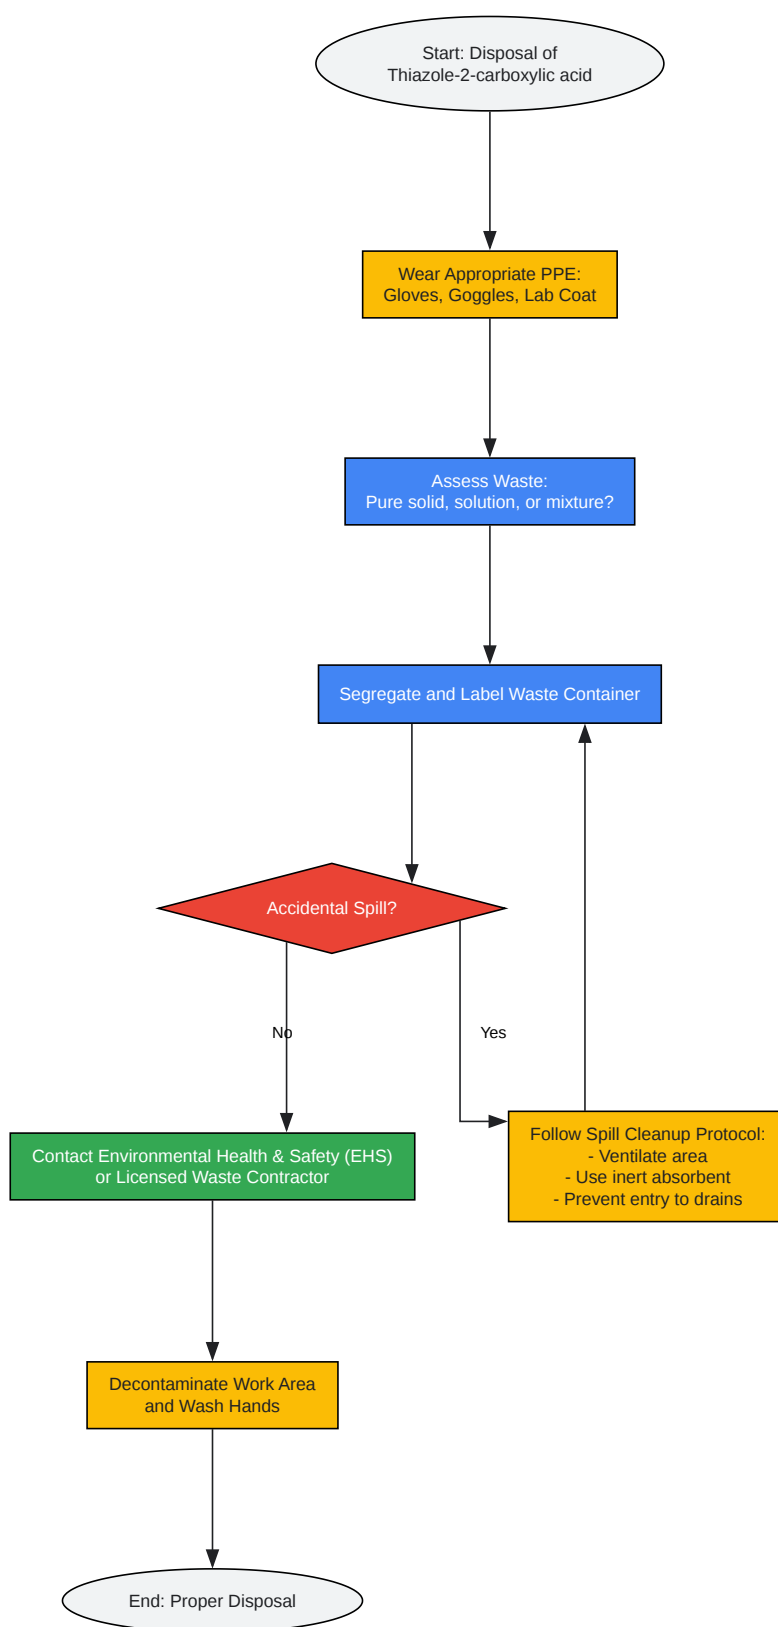 Start: Disposal of
Thiazole-2-carboxylic acid
Wear Appropriate PPE:
Gloves, Goggles, Lab Coat
Assess Waste:
Pure solid, solution, or mixture?
Segregate and Label Waste Container
Accidental Spill?
No
Yes
Contact Environmental Health & Safety (EHS)
or Licensed Waste Contractor
Follow Spill Cleanup Protocol:
- Ventilate area
- Use inert absorbent
- Prevent entry to drains
Decontaminate Work Area
and Wash Hands
End: Proper Disposal